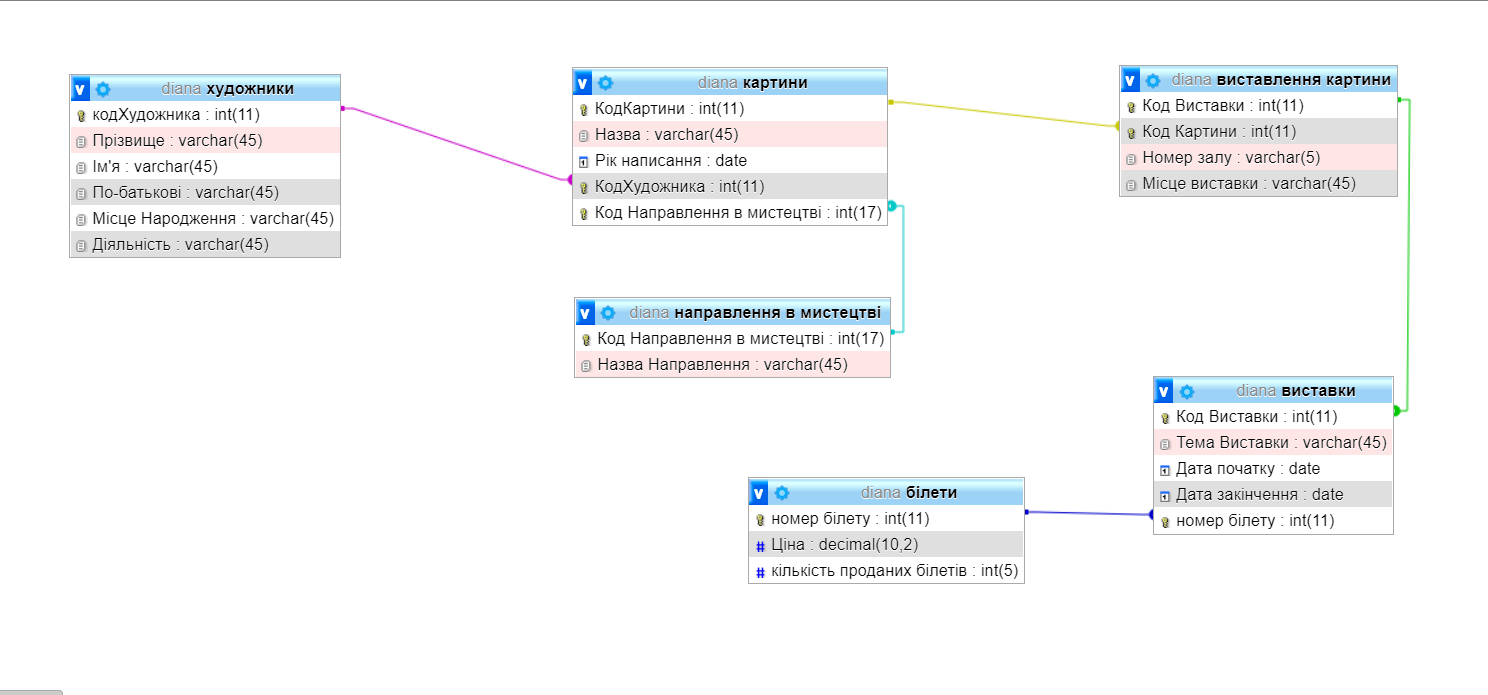 diana художники
кодХудожника : int(11)
Прізвище : varchar(45)
Ім'я : varchar(45)
По-батькові : varchar(45)
Місце Народження : varchar(45)
Діяльність : varchar(45)
diana картини
КодКартини : int(11)
Назва : varchar(45)
Рік написання : date
КодХудожника : int(11)
Код Направлення в мистецтві : int(17)
diana виставлення картини
Код Виставки : int(11)
Код Картини : int(11)
Номер залу : varchar(5)
Місце виставки : varchar(45)
diana направлення в мистецтві
Код Направлення в мистецтві : int(17)
Назва Направлення : varchar(45)
diana виставки
Код Виставки : int(11)
Тема Виставки : varchar(45)
Дата початку : date
Дата закінчення : date
номер білету : int(11)
diana білети
номер білету : int(11)
Ціна : decimal(10,2)
кількість проданих білетів : int(5)